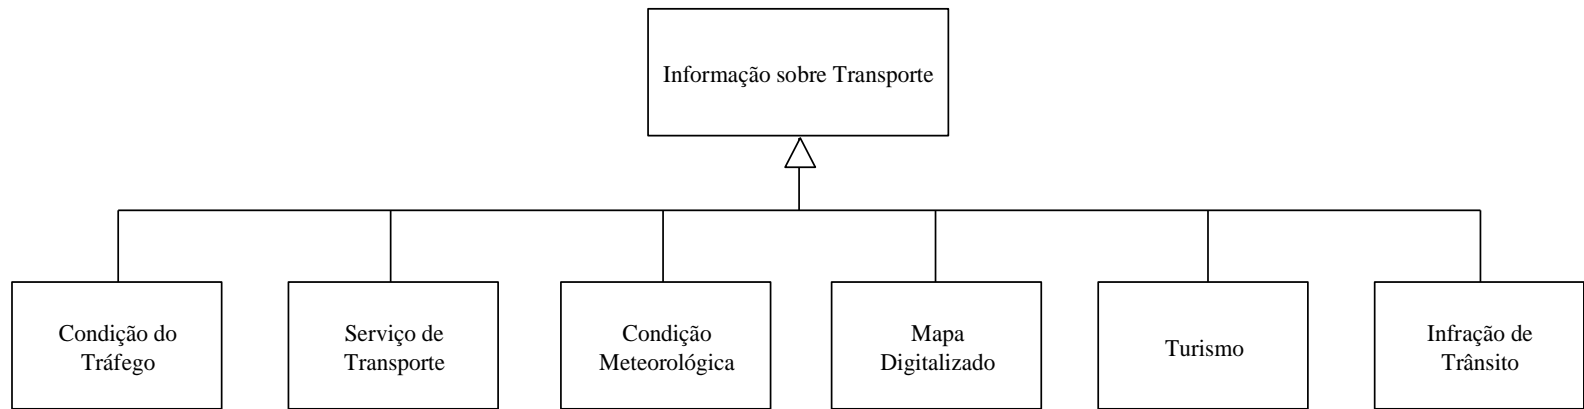 Informação sobre Transporte
Condição do
Tráfego
Serviço de
Transporte
Condição
Meteorológica
Mapa
Digitalizado
Turismo
Infração de
Trânsito